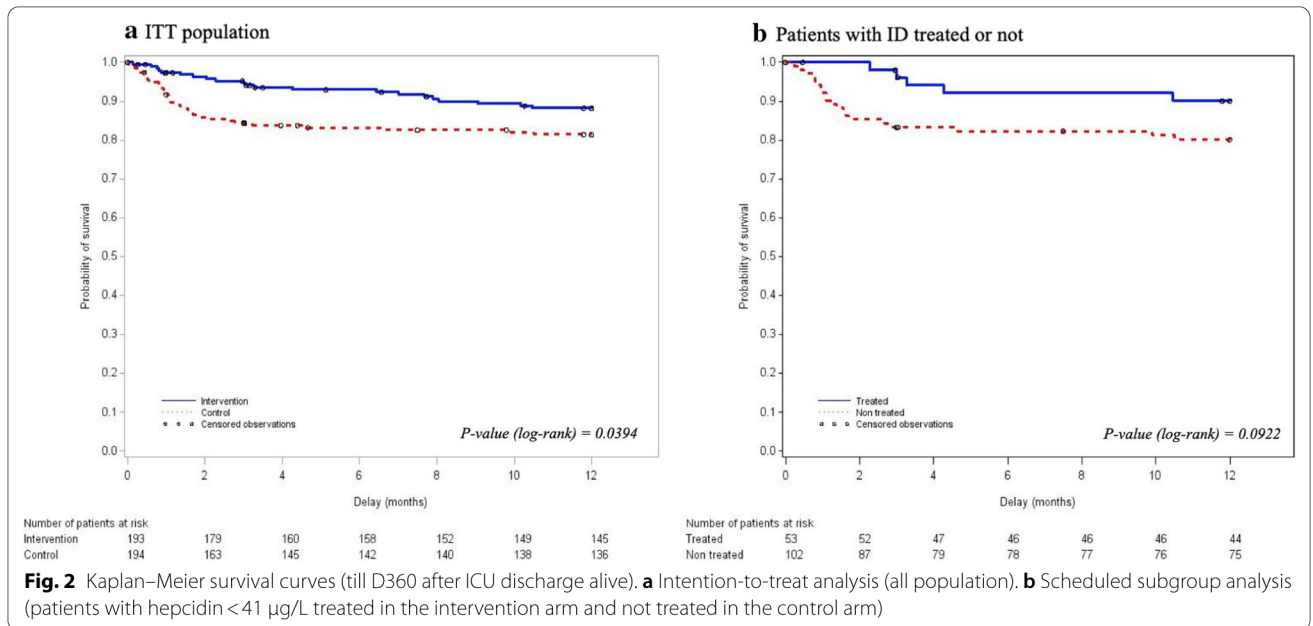 a ITT population
1.0
0.9
0.8
0.7
0.6
0.5
0.4
0.3
0.2
0.1
0.0
Probability of survival
Intervention
Control
Censored observations
P-value (log-rank) = 0.0394
0 2 4 6 8 10 12
Delay (months)
Number of patients at risk
Intervention 193 179 160 158 152 149 145
Control 194 163 145 142 140 138 136
b Patients with ID treated or not
1.0
0.9
0.8
0.7
0.6
0.5
0.4
0.3
0.2
0.1
0.0
Probability of survival
Treated
Non treated
Censored observations
P-value (log-rank) = 0.0922
0 2 4 6 8 10 12
Delay (months)
Number of patients at risk
Treated 53 52 47 46 46 46 44
Non treated 102 87 79 78 77 76 75
Fig. 2 Kaplan–Meier survival curves (till D360 after ICU discharge alive). a Intention-to-treat analysis (all population). b Scheduled subgroup analysis
(patients with hepcidin < 41 μg/L treated in the intervention arm and not treated in the control arm)